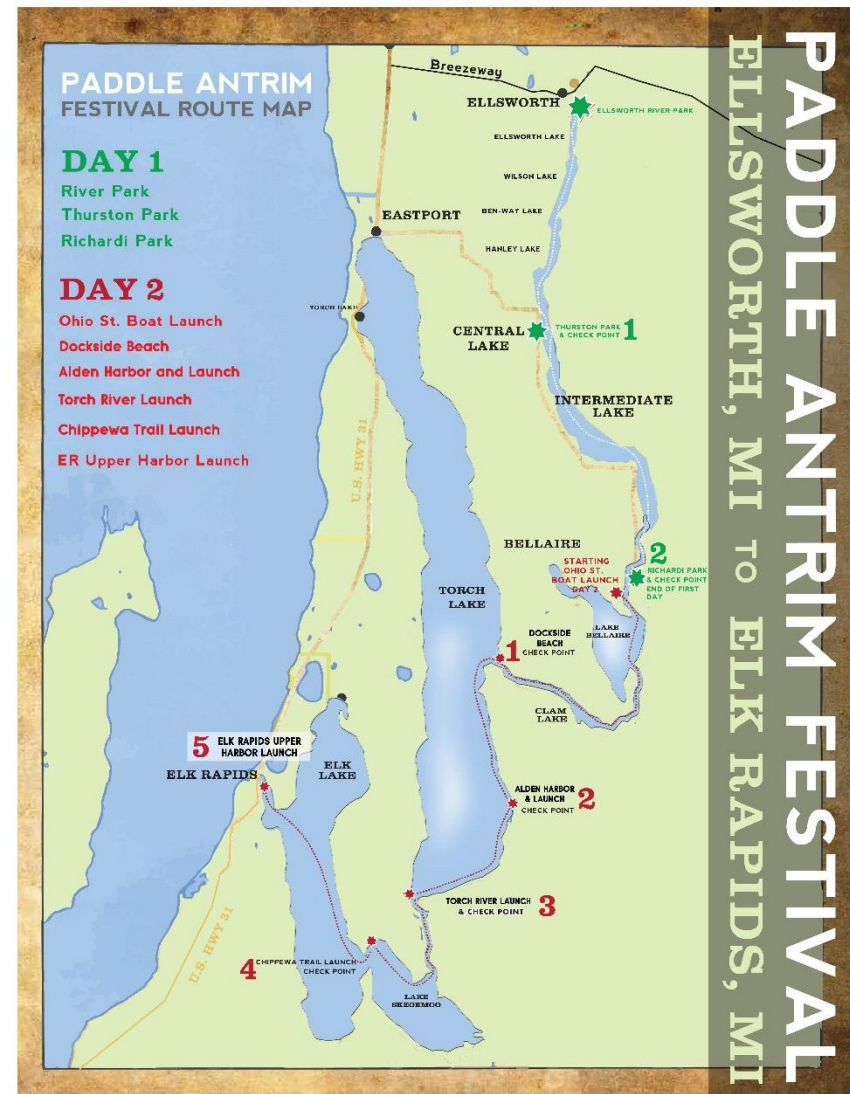 PADDLE ANTRIM
FESTIVAL ROUTE MAP
DAY 1
River Park
Thurston Park
Richardi Park
DAY 2
Ohio St. Boat Launch
Dockside Beach
Alden Harbor and Launch
Torch River Launch
Chippewa Trail Launch
ER Upper Harbor Launch
Breezeway
ELLSWORTH
ELLSWORTH RIVER PARK
ELLSWORTH LAKE
WILSON LAKE
BEN-WAY LAKE
HANLEY LAKE
EASTPORT
TORCH LAKE
CENTRAL
LAKE
THURSTON PARK
& CHECK POINT
1
INTERMEDIATE
LAKE
U.S. HWY 31
BELLAIRE
STARTING
OHIO ST.
BOAT LAUNCH
DAY 2
2
RICHARDI PARK
& CHECK POINT
END OF FIRST
DAY
TORCH
LAKE
LAKE
BELLAIRE
1
DOCKSIDE
BEACH
CHECK POINT
CLAM
LAKE
5
ELK RAPIDS UPPER
HARBOR LAUNCH
ELK RAPIDS
ELK
LAKE
ALDEN HARBOR
& LAUNCH
CHECK POINT
2
TORCH RIVER LAUNCH
& CHECK POINT
3
U.S. HWY 31
4
CHIPPEWA TRAIL LAUNCH
CHECK POINT
LAKE
SKEGEMOG
PADDLE ANTRIM FESTIVAL
ELLSWORTH, MI TO ELK RAPIDS, MI